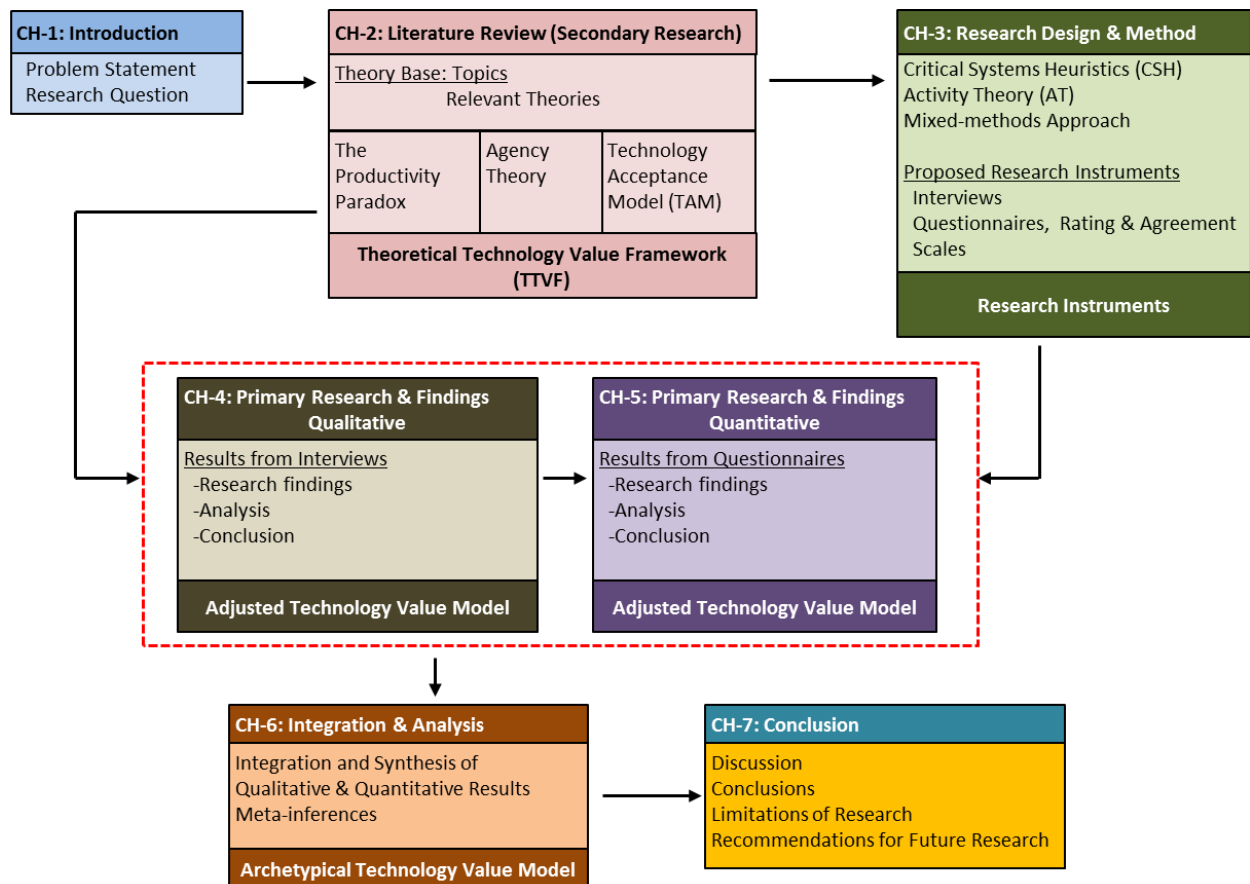 CH-1: Introduction
Problem Statement
Research Question
CH-2: Literature Review (Secondary Research)
Theory Base: Topics
Relevant Theories
The
Productivity
Paradox
Agency
Theory
Technology
Acceptance
Model (TAM)
Theoretical Technology Value Framework
(TTVF)
CH-3: Research Design & Method
Critical Systems Heuristics (CSH)
Activity Theory (AT)
Mixed-methods Approach
Proposed Research Instruments
Interviews
Questionnaires, Rating & Agreement
Scales
Research Instruments
CH-4: Primary Research & Findings
Qualitative
Results from Interviews
-Research findings
-Analysis
-Conclusion
Adjusted Technology Value Model
CH-5: Primary Research & Findings
Quantitative
Results from Questionnaires
-Research findings
-Analysis
-Conclusion
Adjusted Technology Value Model
CH-6: Integration & Analysis
Integration and Synthesis of
Qualitative & Quantitative Results
Meta-inferences
Archetypical Technology Value Model
CH-7: Conclusion
Discussion
Conclusions
Limitations of Research
Recommendations for Future Research